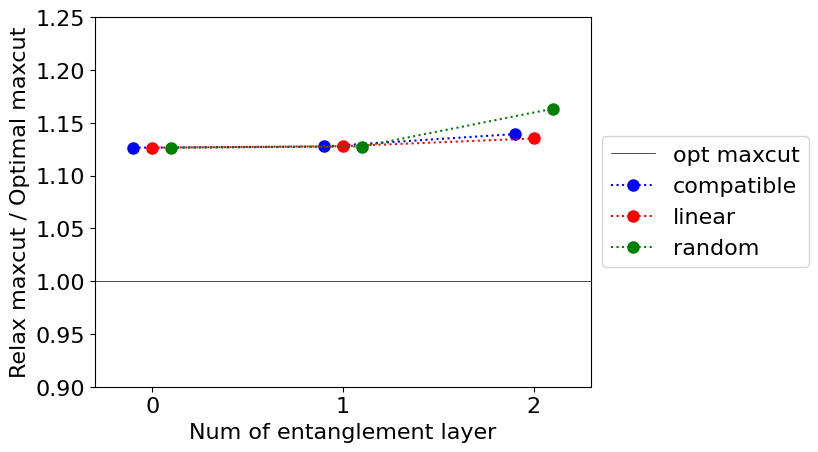 Relax maxcut / Optimal maxcut
1.25
1.20
1.15
1.10
1.05
1.00
0.95
0.90
0
1
2
Num of entanglement layer
opt maxcut
compatible
linear
random